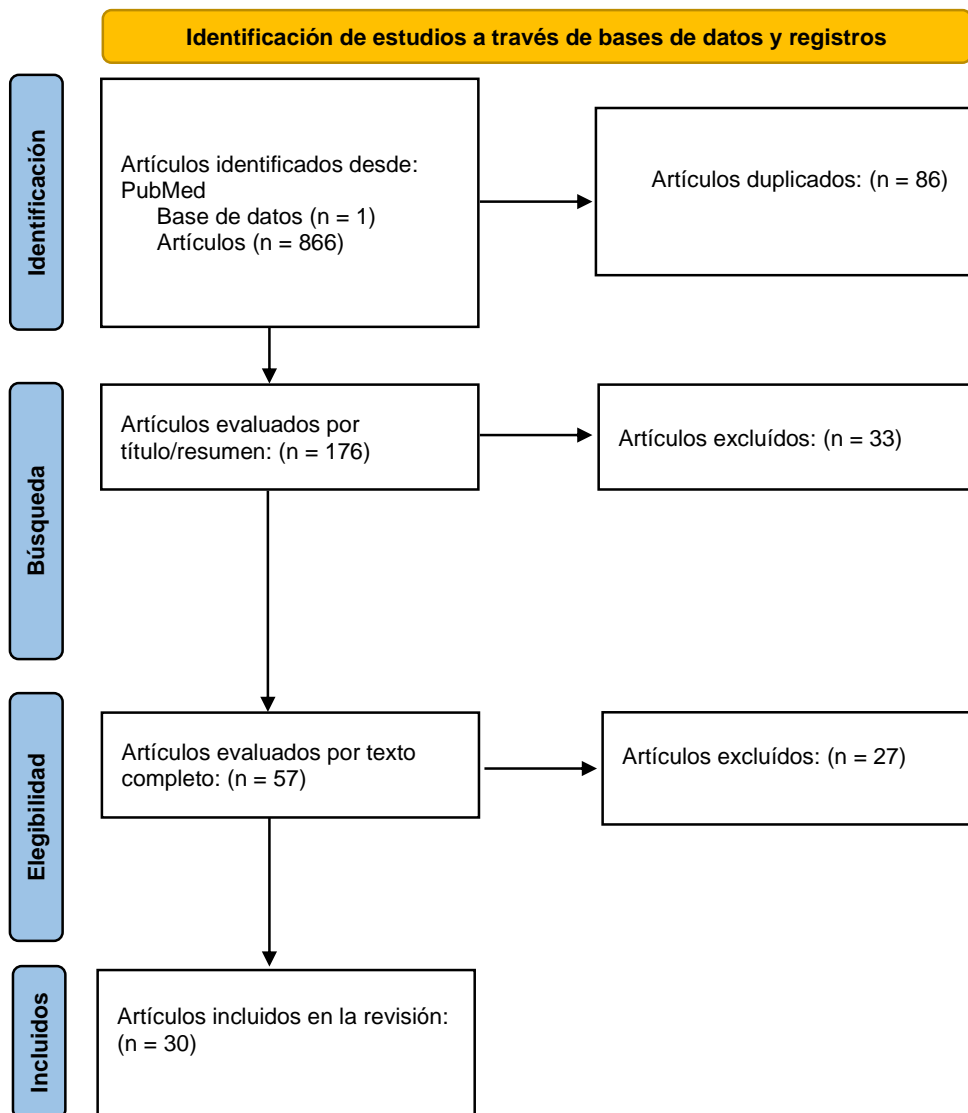 Identificación de estudios a través de bases de datos y registros
Identificación
Artículos identificados desde:
PubMed
Base de datos (n = 1)
Artículos (n = 866)
Artículos duplicados: (n = 86)
Búsqueda
Artículos evaluados por
título/resumen: (n = 176)
Artículos excluídos: (n = 33)
Elegibilidad
Artículos evaluados por texto
completo: (n = 57)
Artículos excluídos: (n = 27)
Incluidos
Artículos incluidos en la revisión:
(n = 30)